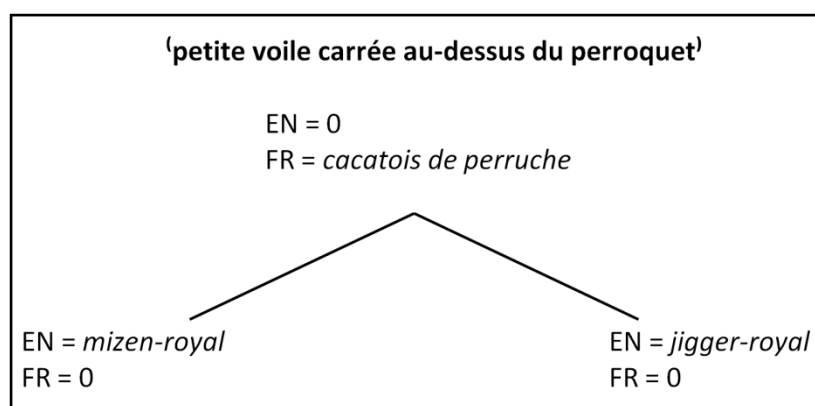 ⁽petite voile carrée au-dessus du perroquet⁾
EN = 0
FR = cacatois de perruche
EN = mizen-royal
FR = 0
EN = jigger-royal
FR = 0